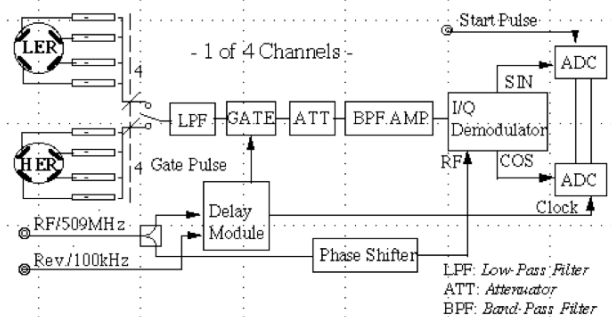 Start Pulse
LER
- 1 of 4 Channels -
ADC
4
SIN
LPF
GATE
ATT
BPF.AMP.
I/Q
Demodulator
HER
4
Gate Pulse
RF
COS
ADC
Clock
RF/509MHz
Delay
Module
Rev./100kHz
Phase Shifter
LPF: Low-Pass Filter
ATT: Attenuator
BPF: Band-Pass Filter